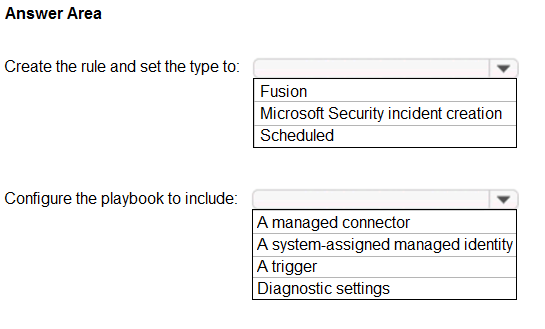 Answer Area
Create the rule and set the type to:
Fusion
Microsoft Security incident creation
Scheduled
Configure the playbook to include:
A managed connector
A system-assigned managed identity
A trigger
Diagnostic settings